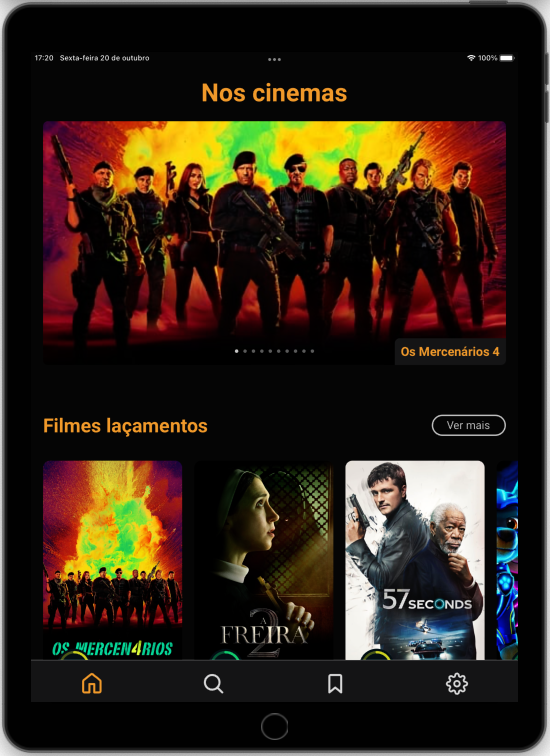 17:20 Sexta-feira 20 de outubro
100%
Nos cinemas
Os Mercenários 4
Filmes laçamentos
Ver mais
OS MERCEN4RIOS
A
FREIRA
2
57 SECONDS